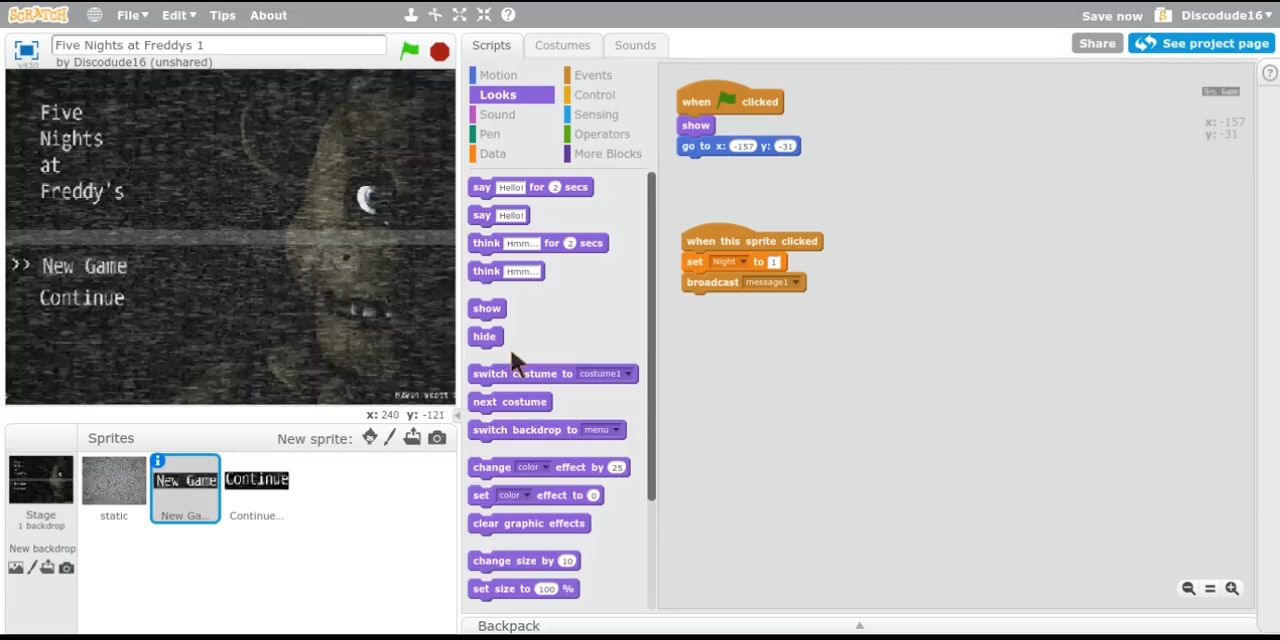 SCRATCH File Edit Tips About Save now Discodude16
v430 Five Nights at Freddys 1
by Discodude16 (unshared)
Scripts Costumes Sounds Share See project page
Five
Nights
at
Freddy's
>> New Game
Continue
x: 240 y: -121
Motion Events
Looks Control
Sound Sensing
Pen Operators
Data More Blocks
say Hello! for 2 secs
say Hello!
think Hmm... for 2 secs
think Hmm...
show
hide
switch costume to costume1
next costume
switch backdrop to menu
change color effect by 25
set color effect to 0
clear graphic effects
change size by 10
set size to 100 %
when clicked
show
go to x: -157 y: -31
when this sprite clicked
set Night to 1
broadcast message1
x: -157
y: -31
?
Sprites New sprite:
Stage
1 backdrop
New backdrop
static
New Game
New Ga...
Continue
Continue...
Backpack